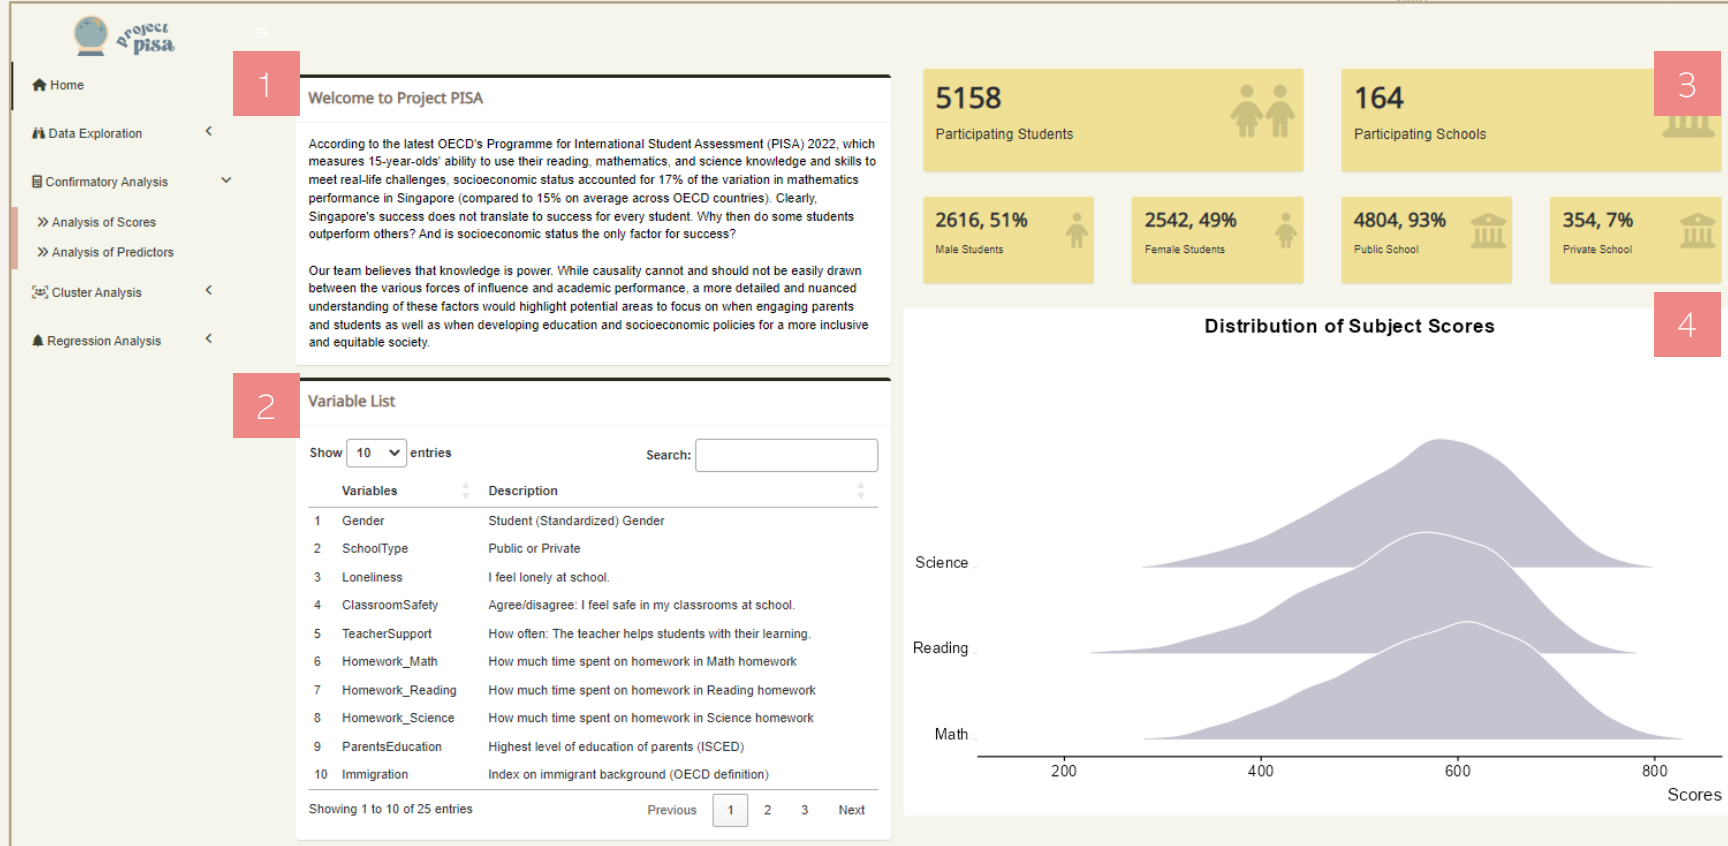 project
pisa
Home
Data Exploration
Confirmatory Analysis
Analysis of Scores
Analysis of Predictors
Cluster Analysis
Regression Analysis
1
Welcome to Project PISA
According to the latest OECD's Programme for International Student Assessment (PISA) 2022, which
measures 15-year-olds' ability to use their reading, mathematics, and science knowledge and skills to
meet real-life challenges, socioeconomic status accounted for 17% of the variation in mathematics
performance in Singapore (compared to 15% on average across OECD countries). Clearly,
Singapore's success does not translate to success for every student. Why then do some students
outperform others? And is socioeconomic status the only factor for success?
Our team believes that knowledge is power. While causality cannot and should not be easily drawn
between the various forces of influence and academic performance, a more detailed and nuanced
understanding of these factors would highlight potential areas to focus on when engaging parents
and students as well as when developing education and socioeconomic policies for a more inclusive
and equitable society.
2
Variable List
Show 10 entries Search:
Variables Description
1 Gender Student (Standardized) Gender
2 SchoolType Public or Private
3 Loneliness I feel lonely at school.
4 ClassroomSafety Agree/disagree: I feel safe in my classrooms at school.
5 TeacherSupport How often: The teacher helps students with their learning.
6 Homework_Math How much time spent on homework in Math homework
7 Homework_Reading How much time spent on homework in Reading homework
8 Homework_Science How much time spent on homework in Science homework
9 ParentsEducation Highest level of education of parents (ISCED)
10 Immigration Index on immigrant background (OECD definition)
Showing 1 to 10 of 25 entries Previous 1 2 3 Next
3
5158
Participating Students
164
Participating Schools
2616, 51%
Male Students
2542, 49%
Female Students
4804, 93%
Public School
354, 7%
Private School
4
Distribution of Subject Scores
Science
Reading
Math
200 400 600 800
Scores